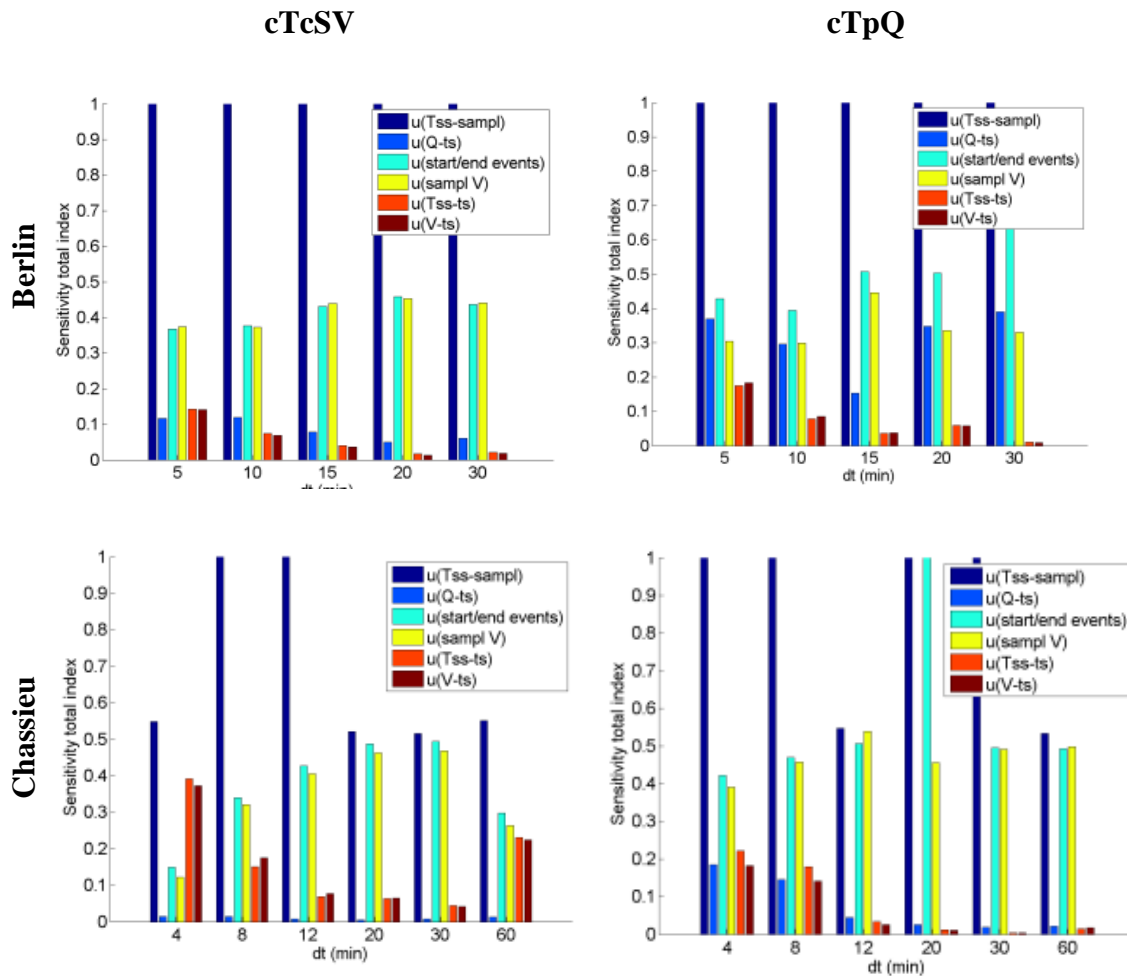 cTcSV
cTpQ
Berlin
Sensitivity total index
1
0.9
0.8
0.7
0.6
0.5
0.4
0.3
0.2
0.1
0
u(Tss-sampl)
u(Q-ts)
u(start/end events)
u(sampl V)
u(Tss-ts)
u(V-ts)
5 10 15 20 30
dt (min)
Sensitivity total index
1
0.9
0.8
0.7
0.6
0.5
0.4
0.3
0.2
0.1
0
u(Tss-sampl)
u(Q-ts)
u(start/end events)
u(sampl V)
u(Tss-ts)
u(V-ts)
5 10 15 20 30
dt (min)
Chassieu
Sensitivity total index
1
0.9
0.8
0.7
0.6
0.5
0.4
0.3
0.2
0.1
0
u(Tss-sampl)
u(Q-ts)
u(start/end events)
u(sampl V)
u(Tss-ts)
u(V-ts)
4 8 12 20 30 60
dt (min)
Sensitivity total index
1
0.9
0.8
0.7
0.6
0.5
0.4
0.3
0.2
0.1
0
u(Tss-sampl)
u(Q-ts)
u(start/end events)
u(sampl V)
u(Tss-ts)
u(V-ts)
4 8 12 20 30 60
dt (min)